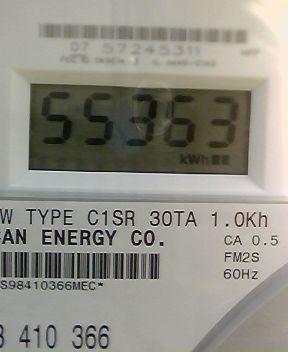 07 57245311
55363
kWh
W TYPE C1SR 30TA 1.0Kh
CAN ENERGY CO.
CA 0.5
FM2S
60Hz
S98410366MEC*
3 410 366